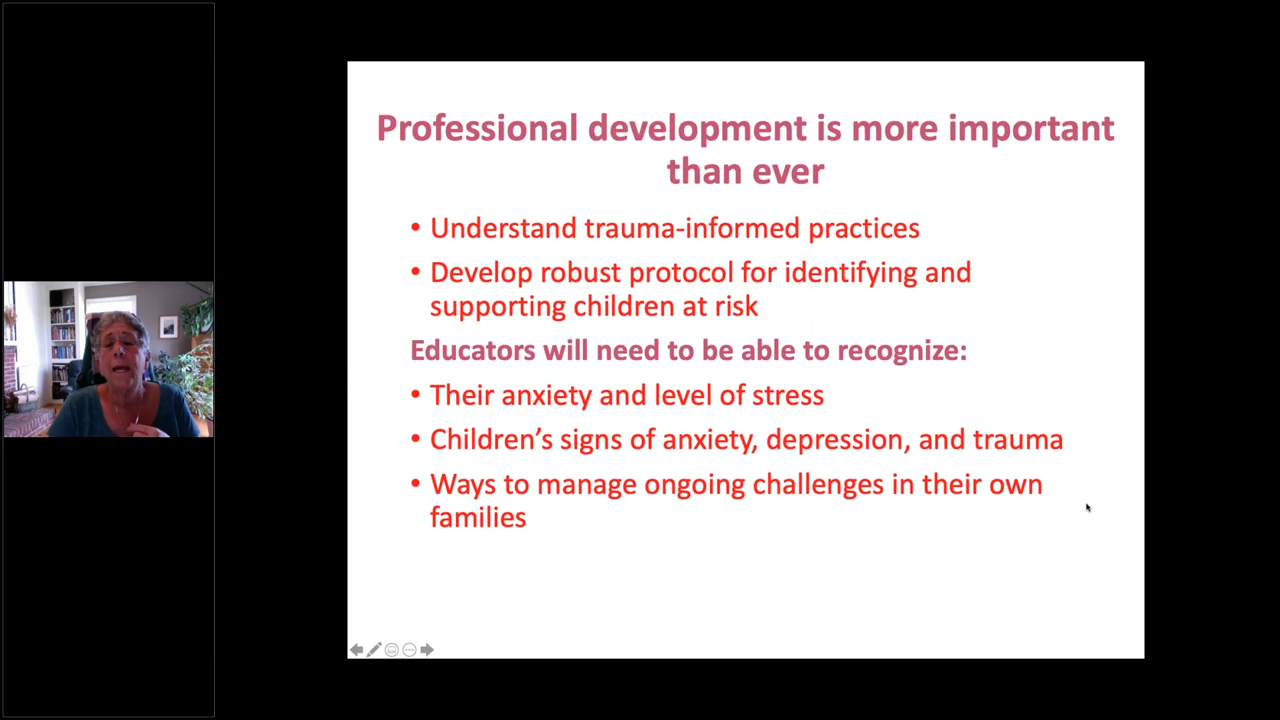 Professional development is more important
than ever
• Understand trauma-informed practices
• Develop robust protocol for identifying and
supporting children at risk
Educators will need to be able to recognize:
• Their anxiety and level of stress
• Children’s signs of anxiety, depression, and trauma
• Ways to manage ongoing challenges in their own
families